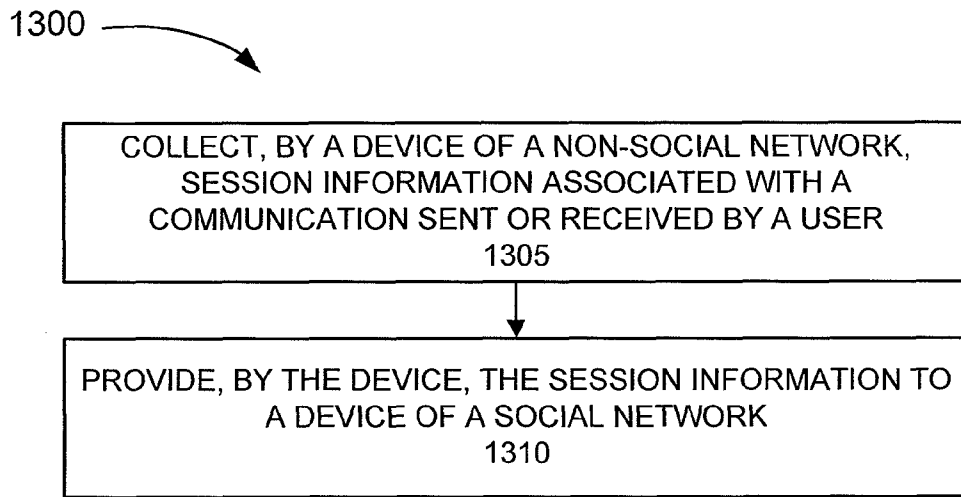 1300
COLLECT, BY A DEVICE OF A NON-SOCIAL NETWORK,
SESSION INFORMATION ASSOCIATED WITH A
COMMUNICATION SENT OR RECEIVED BY A USER
1305
PROVIDE, BY THE DEVICE, THE SESSION INFORMATION TO
A DEVICE OF A SOCIAL NETWORK
1310